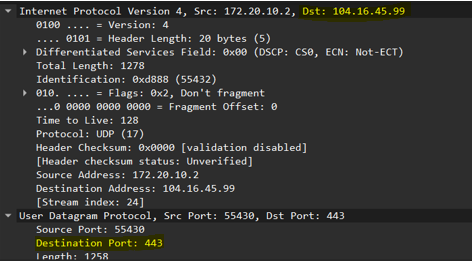 Internet Protocol Version 4, Src: 172.20.10.2, Dst: 104.16.45.99
0100 .... = Version: 4
.... 0101 = Header Length: 20 bytes (5)
Differentiated Services Field: 0x00 (DSCP: CS0, ECN: Not-ECT)
Total Length: 1278
Identification: 0xd888 (55432)
010. .... = Flags: 0x2, Don't fragment
...0 0000 0000 0000 = Fragment Offset: 0
Time to Live: 128
Protocol: UDP (17)
Header Checksum: 0x0000 [validation disabled]
[Header checksum status: Unverified]
Source Address: 172.20.10.2
Destination Address: 104.16.45.99
[Stream index: 24]
User Datagram Protocol, Src Port: 55430, Dst Port: 443
Source Port: 55430
Destination Port: 443
Length: 1258